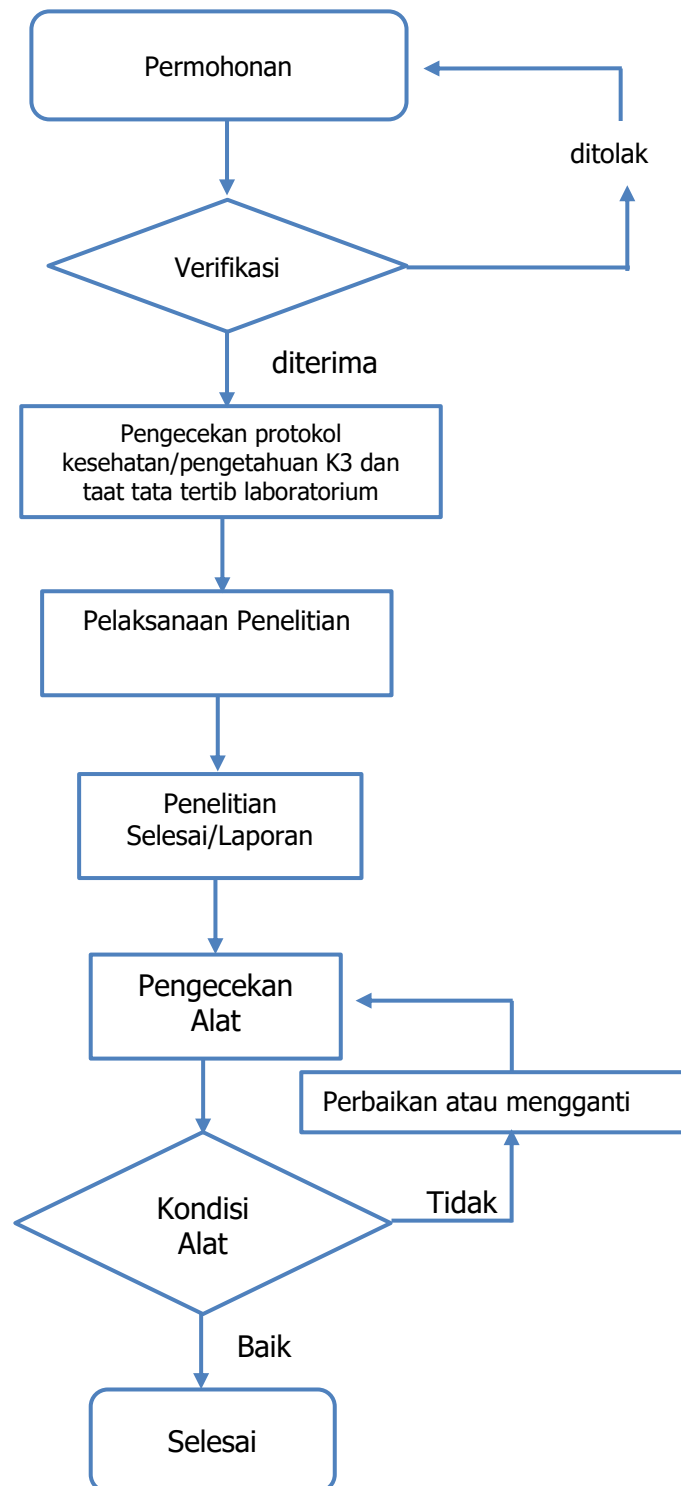 Permohonan
ditolak
Verifikasi
diterima
Pengecekan protokol
kesehatan/pengetahuan K3 dan
taat tata tertib laboratorium
Pelaksanaan Penelitian
Penelitian
Selesai/Laporan
Pengecekan
Alat
Perbaikan atau mengganti
Kondisi
Alat
Tidak
Baik
Selesai